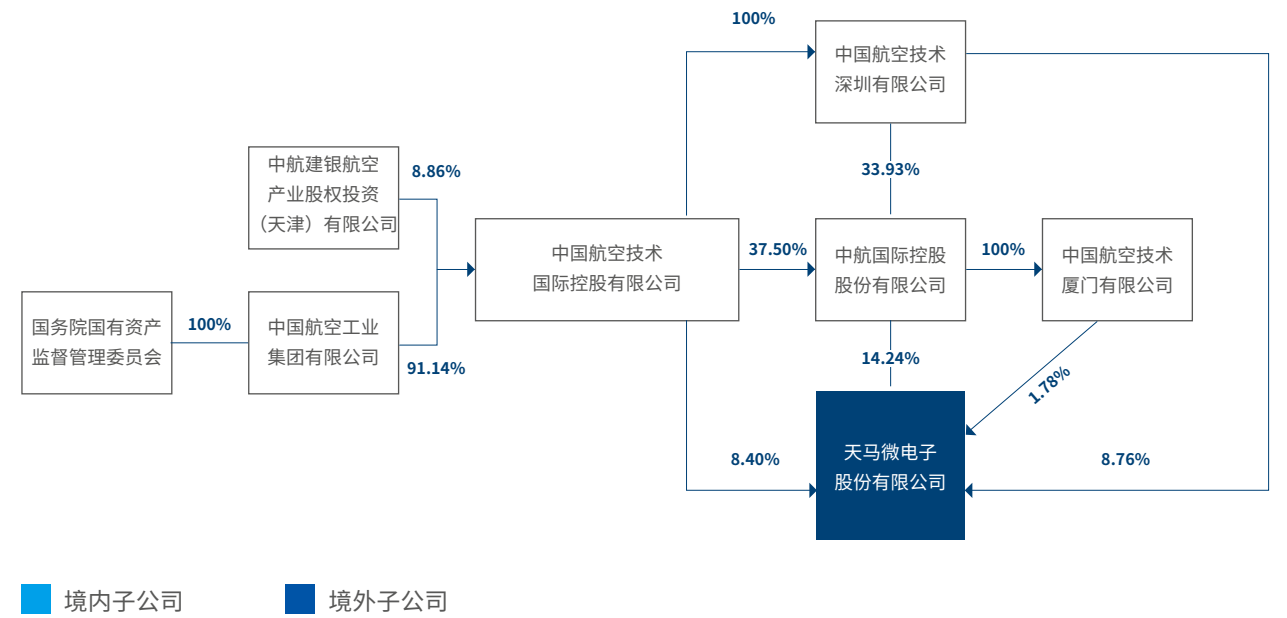 100%
中国航空技术
深圳有限公司
中航建银航空
产业股权投资
（天津）有限公司
8.86%
33.93%
中国航空技术
国际控股有限公司
37.50%
中航国际控股
股份有限公司
100%
中国航空技术
厦门有限公司
国务院国有资产
监督管理委员会
100%
中国航空工业
集团有限公司
91.14%
14.24%
1.78%
8.40%
天马微电子
股份有限公司
8.76%
境内子公司
境外子公司